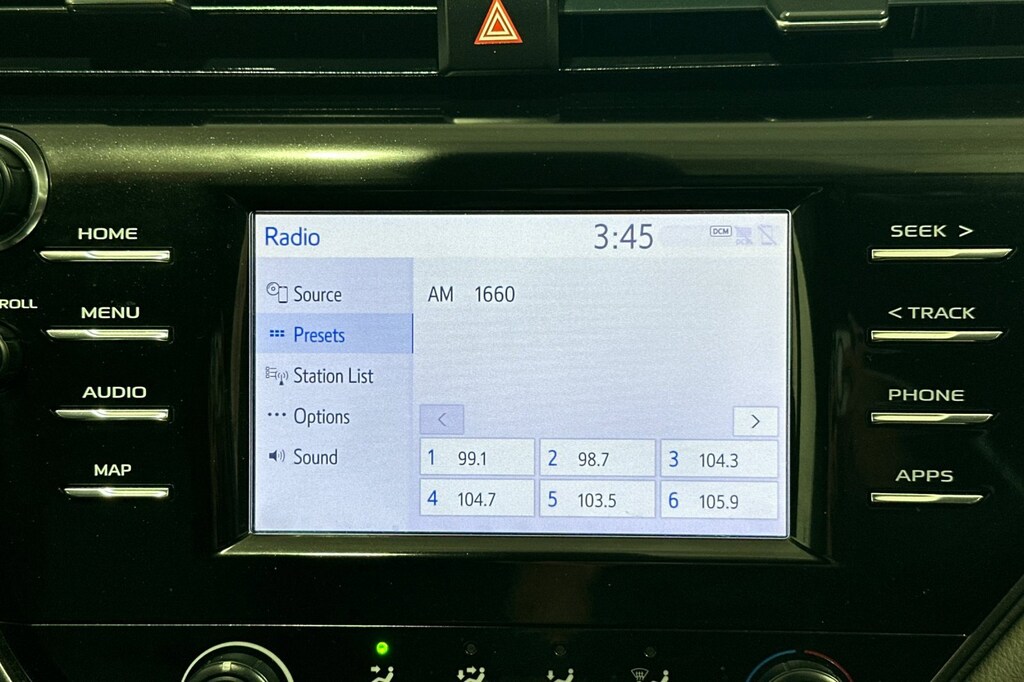 Radio 3:45 DCM
HOME
MENU
AUDIO
MAP
ROLL
Source
Presets
Station List
Options
Sound
AM 1660
< >
1 99.1 2 98.7 3 104.3
4 104.7 5 103.5 6 105.9
SEEK >
< TRACK
PHONE
APPS